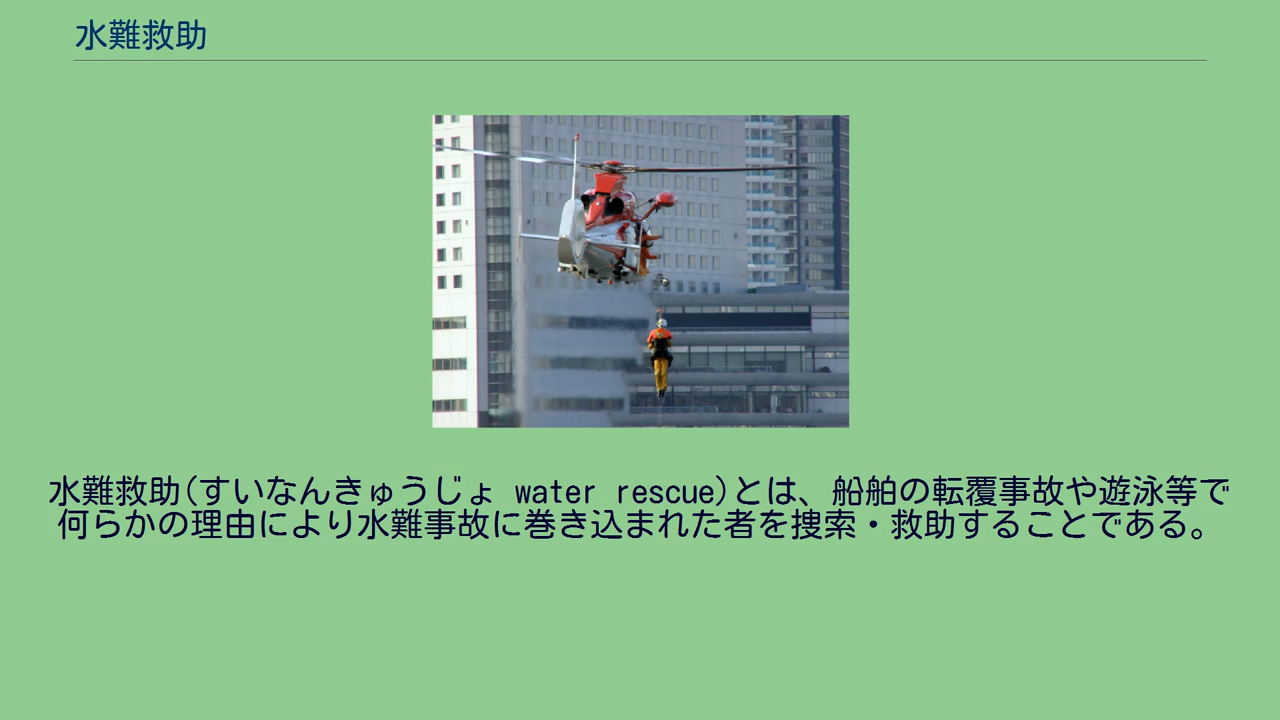 水難救助
水難救助(すいなんきゅうじょ water rescue)とは、船舶の転覆事故や遊泳等で
何らかの理由により水難事故に巻き込まれた者を捜索・救助することである。